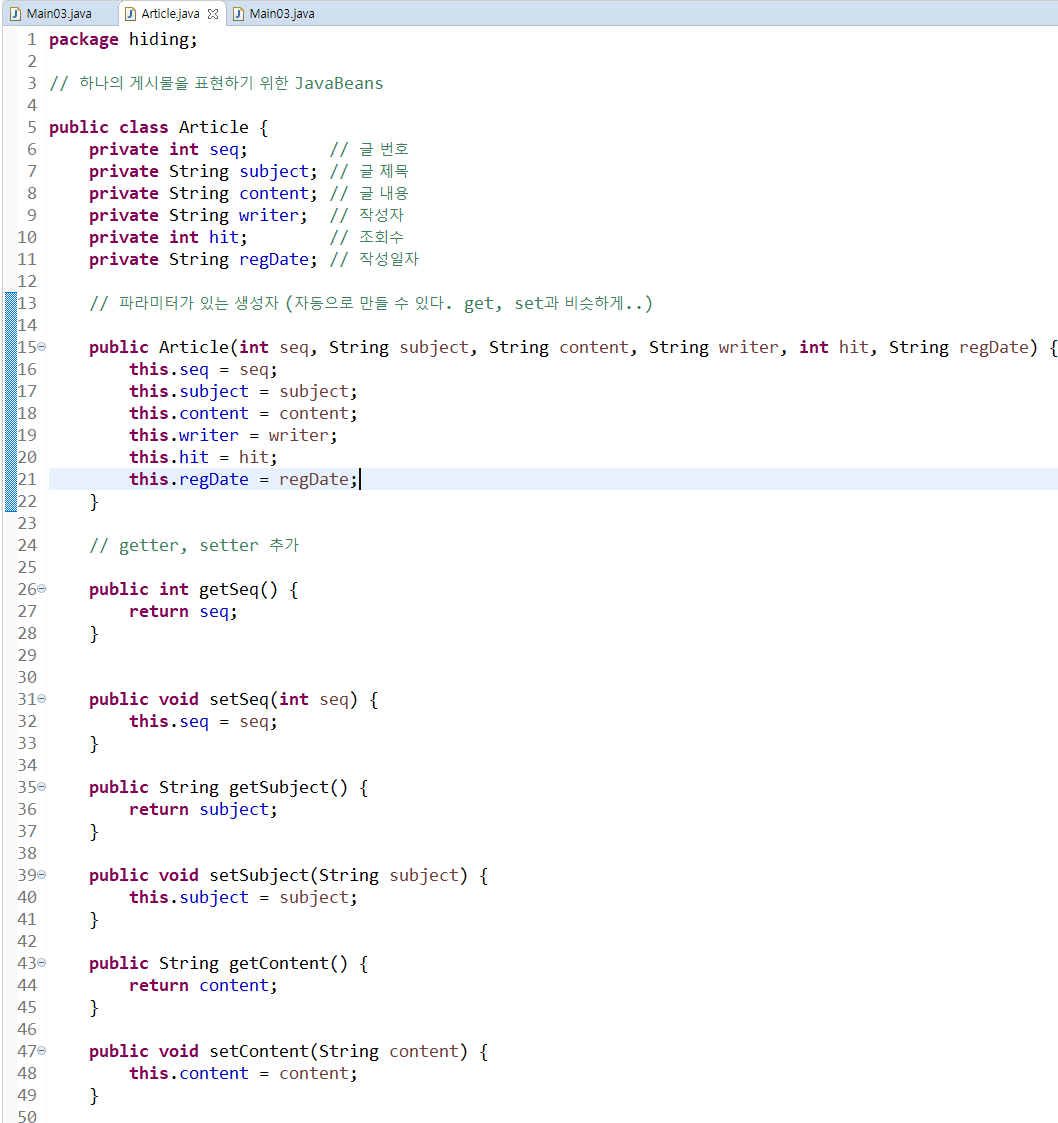 Main03.java Article.java Main03.java
1 package hiding;
2
3 // 하나의 게시물을 표현하기 위한 JavaBeans
4
5 public class Article {
6     private int seq;        // 글 번호
7     private String subject; // 글 제목
8     private String content; // 글 내용
9     private String writer;  // 작성자
10     private int hit;        // 조회수
11     private String regDate; // 작성일자
12
13     // 파라미터가 있는 생성자 (자동으로 만들 수 있다. get, set과 비슷하게..)
14
15     public Article(int seq, String subject, String content, String writer, int hit, String regDate) {
16         this.seq = seq;
17         this.subject = subject;
18         this.content = content;
19         this.writer = writer;
20         this.hit = hit;
21         this.regDate = regDate;
22     }
23
24     // getter, setter 추가
25
26     public int getSeq() {
27         return seq;
28     }
29
30
31     public void setSeq(int seq) {
32         this.seq = seq;
33     }
34
35     public String getSubject() {
36         return subject;
37     }
38
39     public void setSubject(String subject) {
40         this.subject = subject;
41     }
42
43     public String getContent() {
44         return content;
45     }
46
47     public void setContent(String content) {
48         this.content = content;
49     }
50